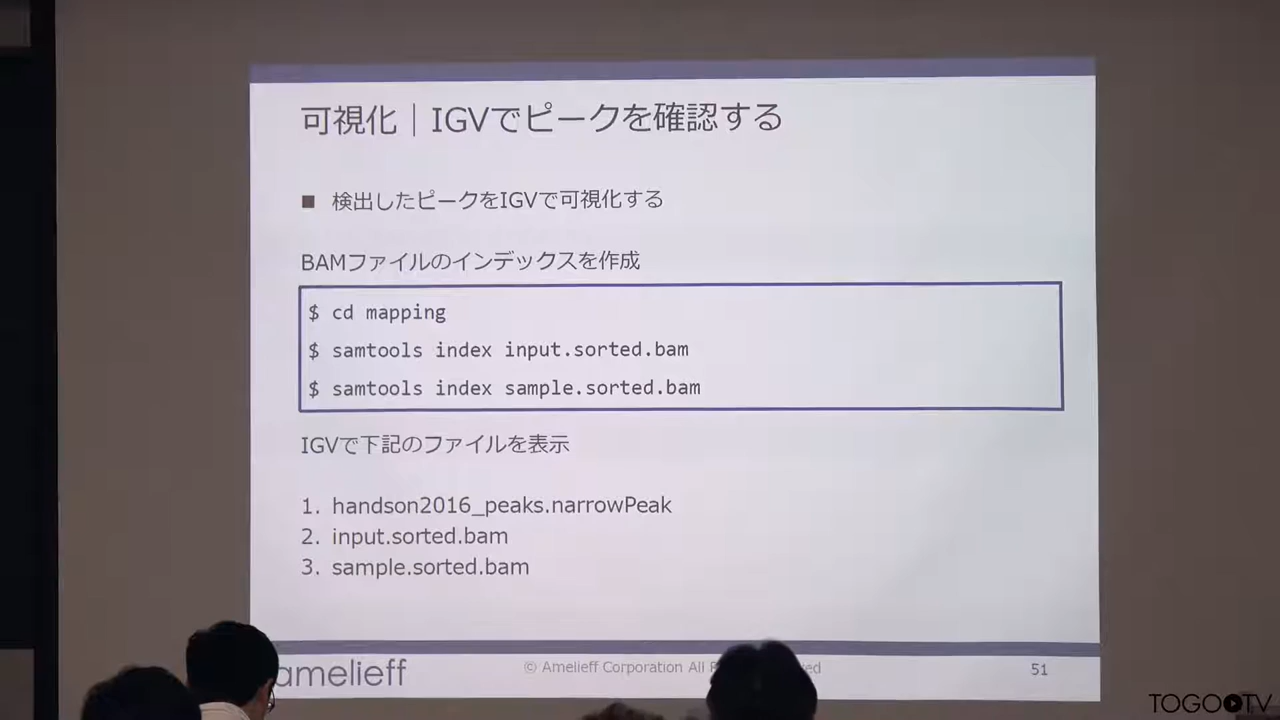 可視化｜IGVでピークを確認する
■ 検出したピークをIGVで可視化する
BAMファイルのインデックスを作成
$ cd mapping
$ samtools index input.sorted.bam
$ samtools index sample.sorted.bam
IGVで下記のファイルを表示
1. handson2016_peaks.narrowPeak
2. input.sorted.bam
3. sample.sorted.bam
amelieff
© Amelieff Corporation All
51
TOGOTV